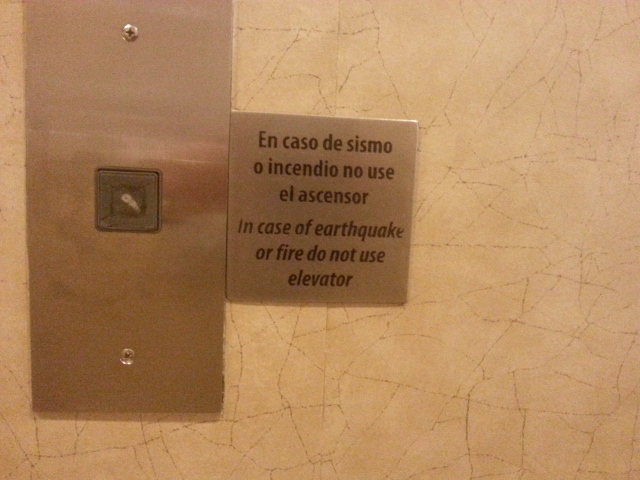 En caso de sismo
o incendio no use
el ascensor
In case of earthquake
or fire do not use
elevator